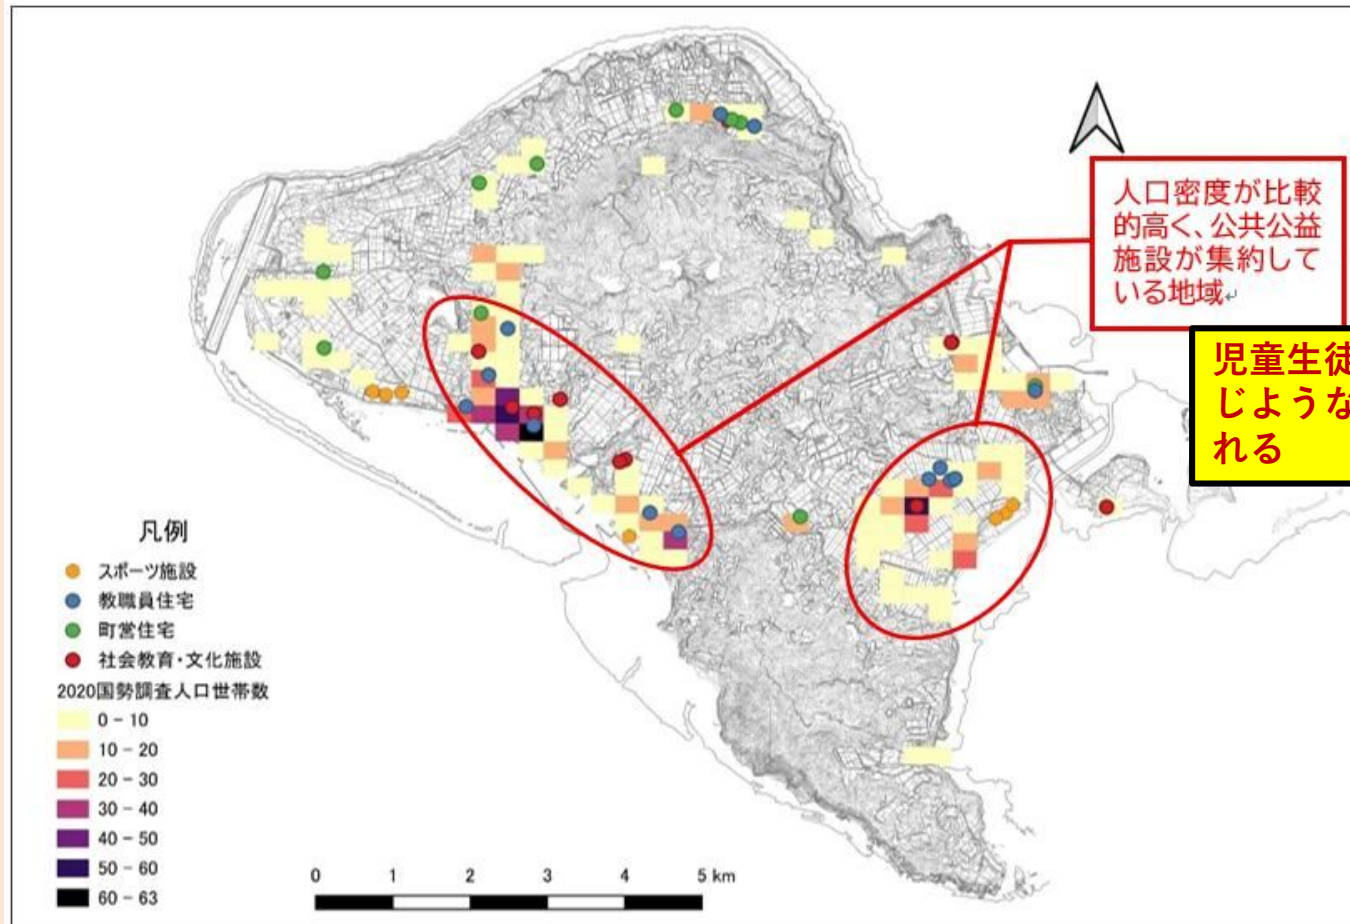 人口密度が比較
的高く、公共公益
施設が集約して
いる地域↵
児童生徒
じような
れる
凡例
スポーツ施設
教職員住宅
町営住宅
社会教育・文化施設
2020国勢調査人口世帯数
0 - 10
10 - 20
20 - 30
30 - 40
40 - 50
50 - 60
60 - 63
0 1 2 3 4 5 km